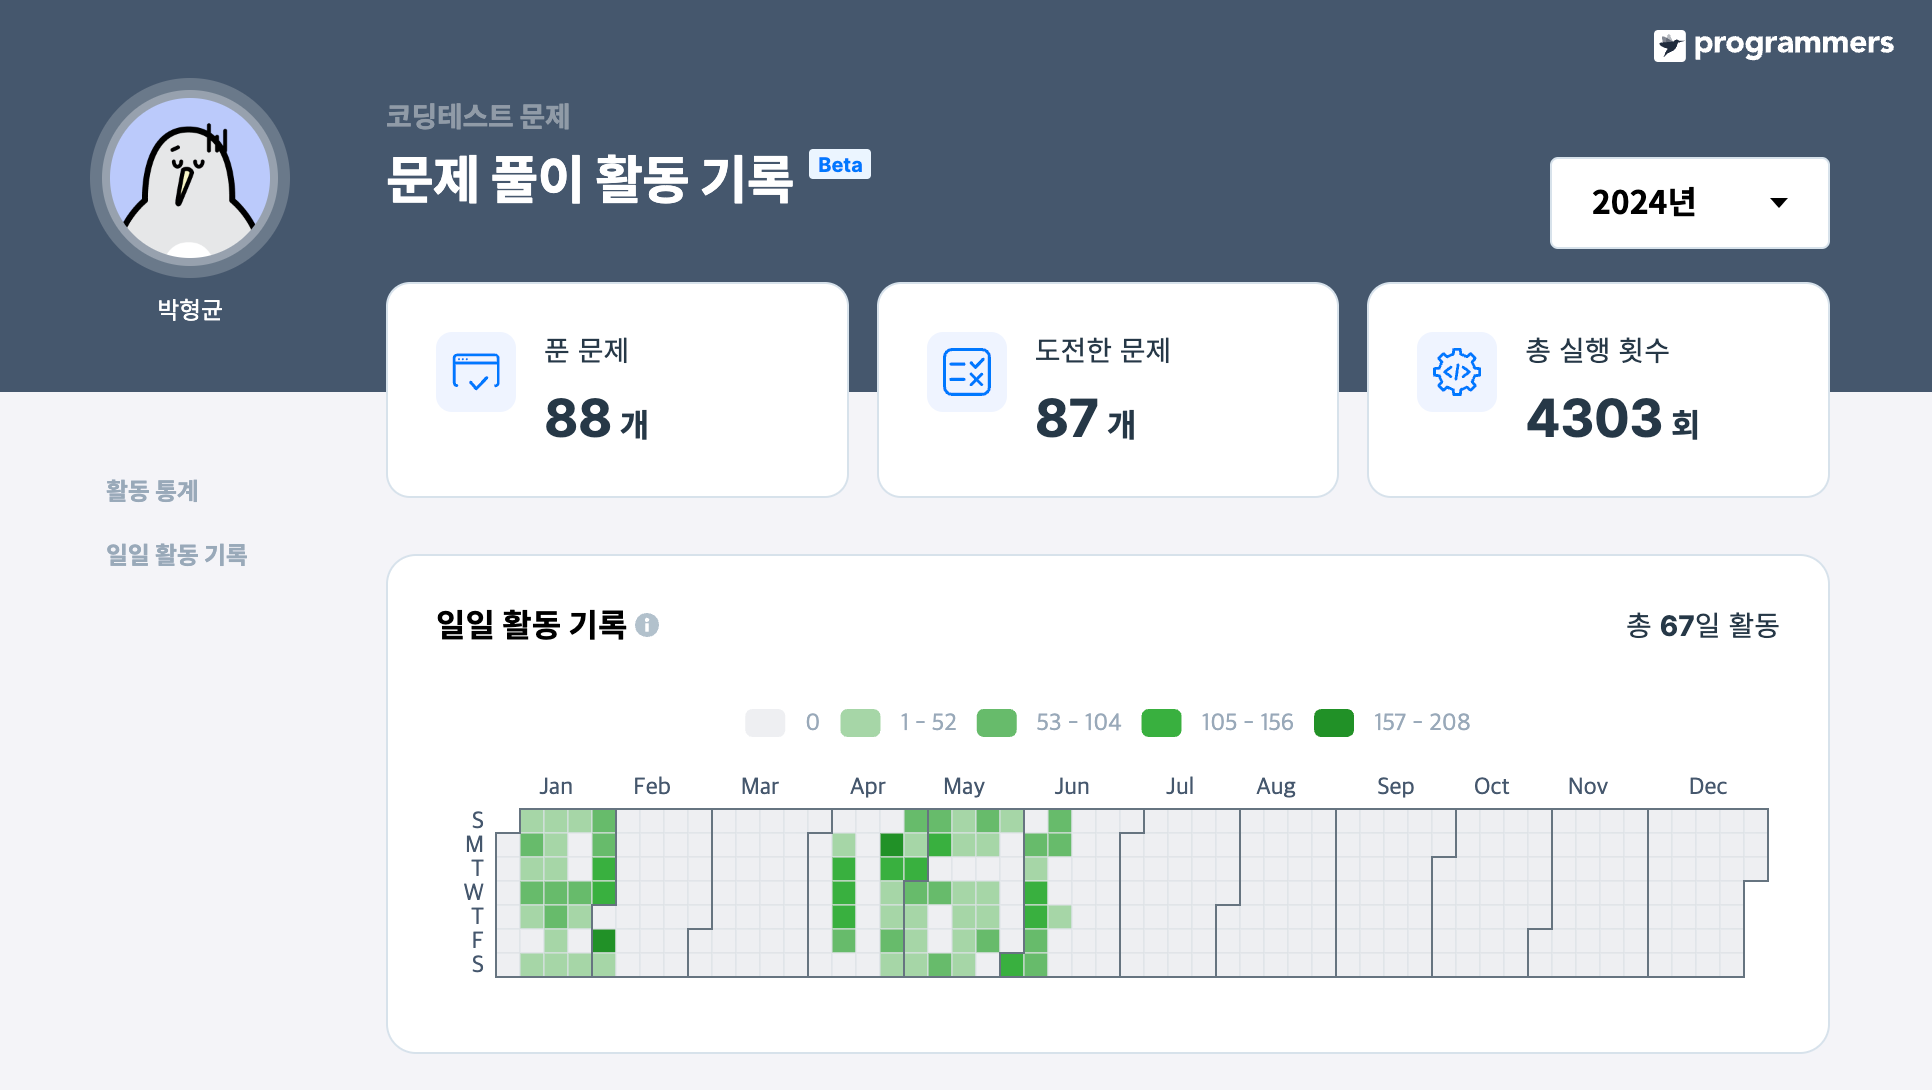 programmers
코딩테스트 문제
문제 풀이 활동 기록 Beta
2024년
박형균
푼 문제
88 개
도전한 문제
87 개
총 실행 횟수
4303 회
활동 통계
일일 활동 기록
일일 활동 기록
총 67일 활동
0 1 - 52 53 - 104 105 - 156 157 - 208
Jan Feb Mar Apr May Jun Jul Aug Sep Oct Nov Dec
S
M
T
W
T
F
S